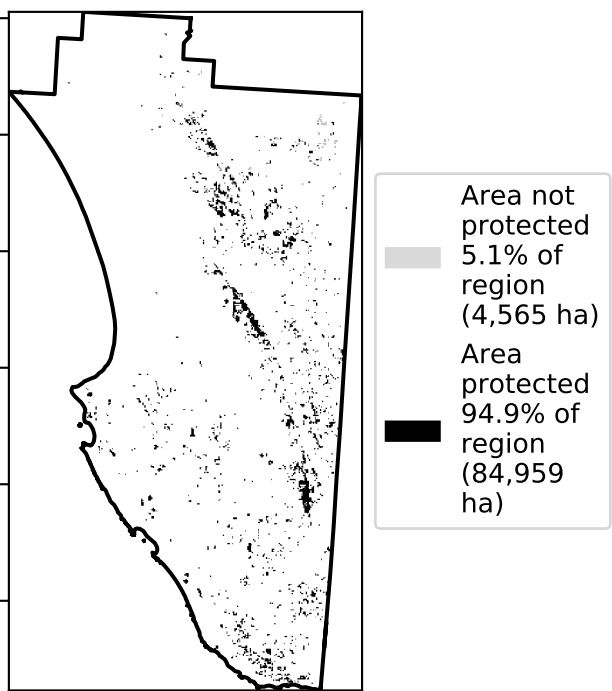 Area not
protected
5.1% of
region
(4,565 ha)
Area
protected
94.9% of
region
(84,959
ha)